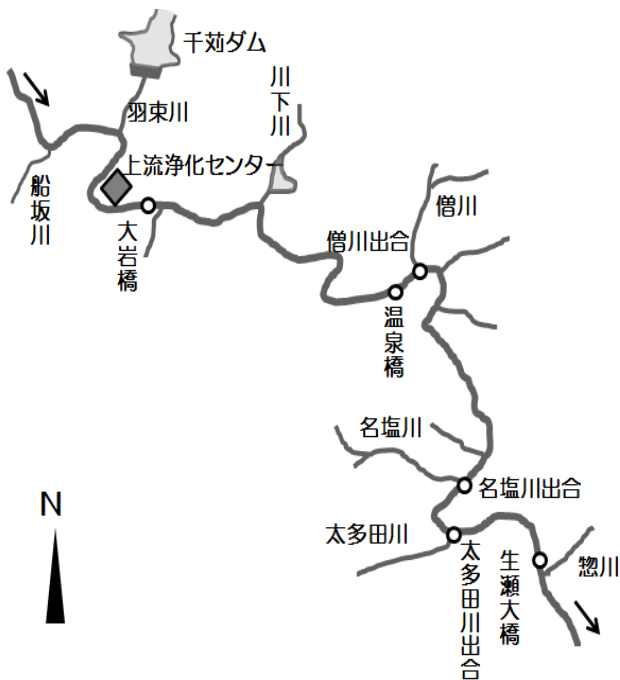 千苅ダム
川下川
羽束川
上流浄化センター
船坂川
大岩橋
僧川
僧川出合
温泉橋
名塩川
名塩川出合
N
太多田川
太多田川出合
生瀬大橋
惣川